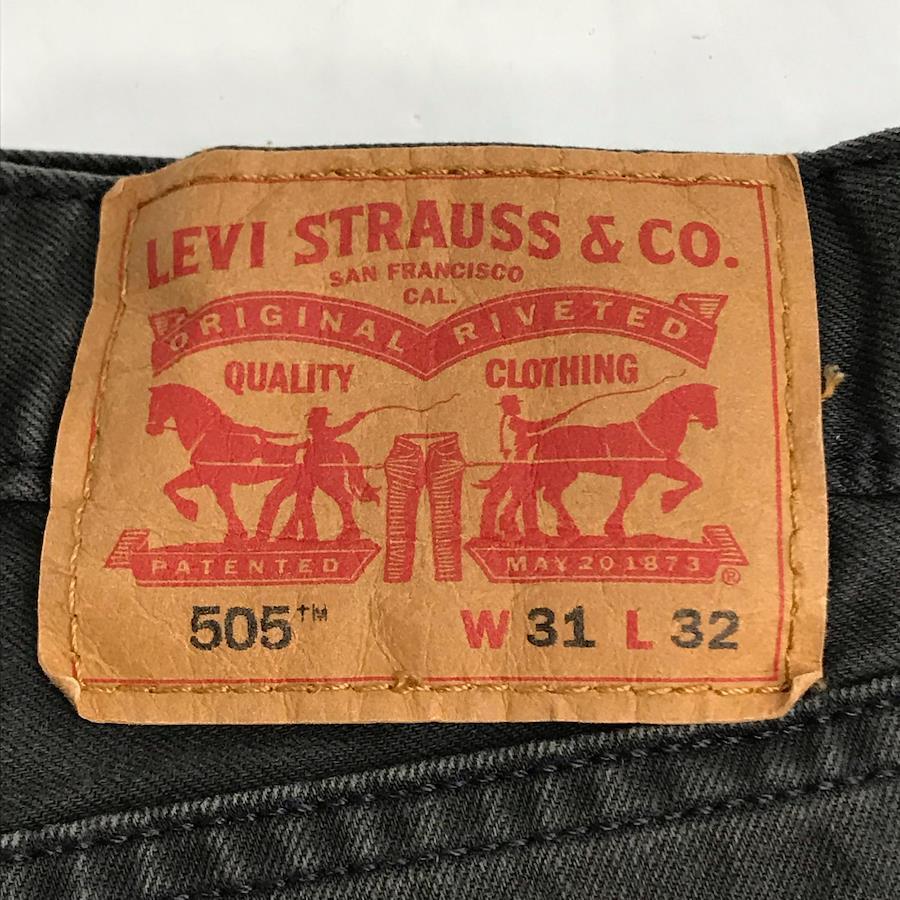 LEVI STRAUSS & CO.
SAN FRANCISCO
CAL.
ORIGINAL RIVETED
QUALITY CLOTHING
PATENTED MAY 20 1873 ®
505™ W 31 L 32